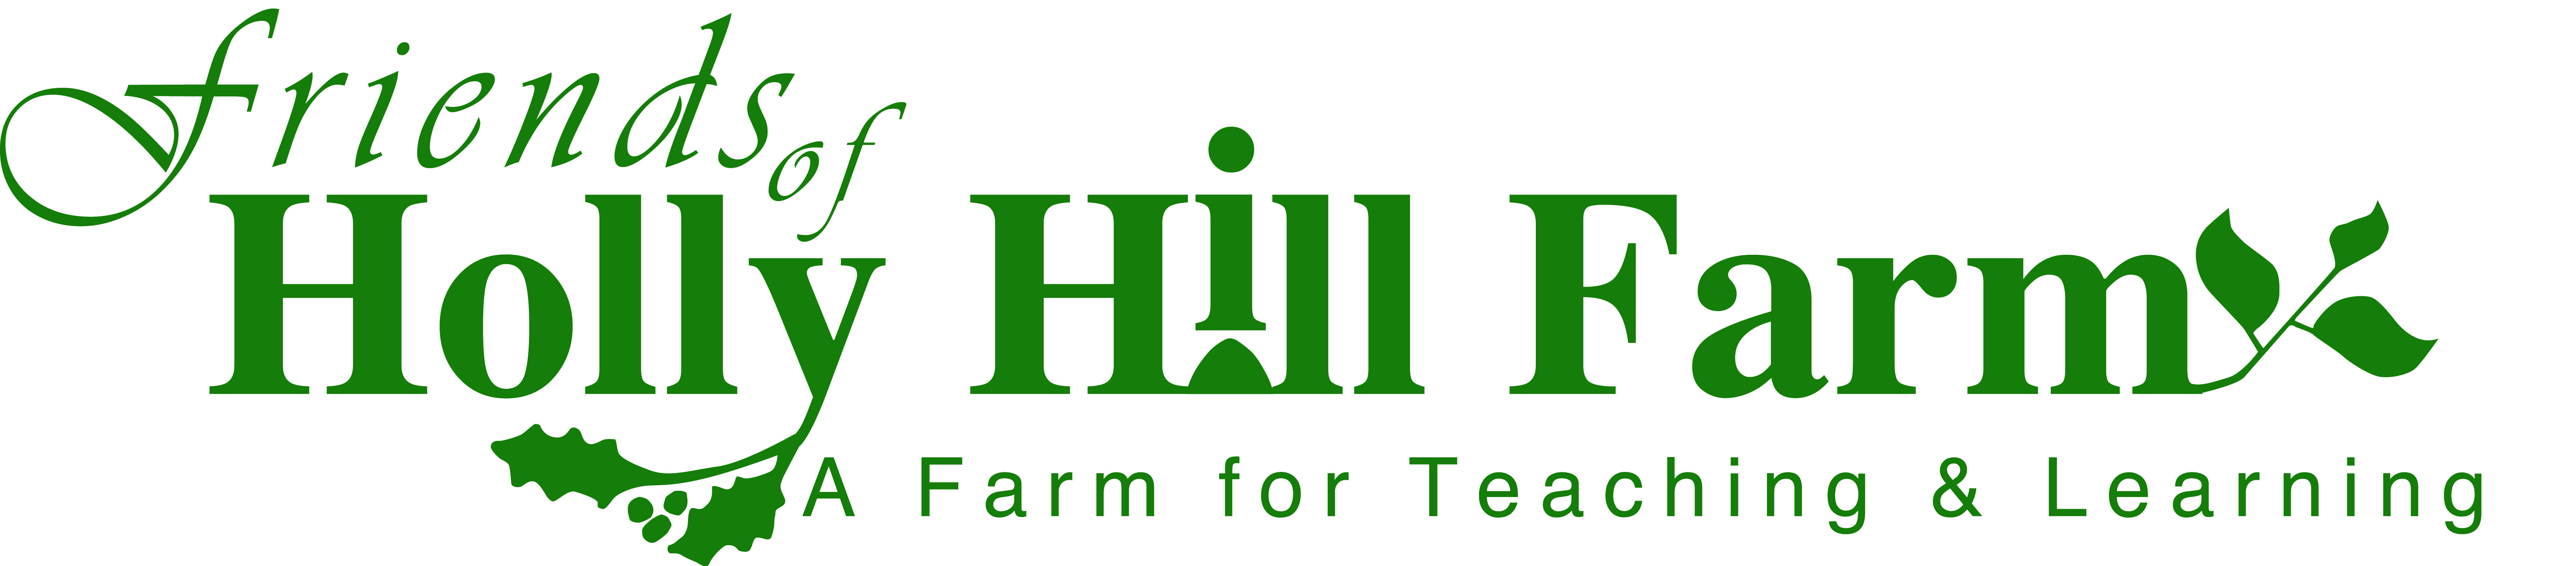 friends of
Holly Hill Farm
A Farm for Teaching & Learning